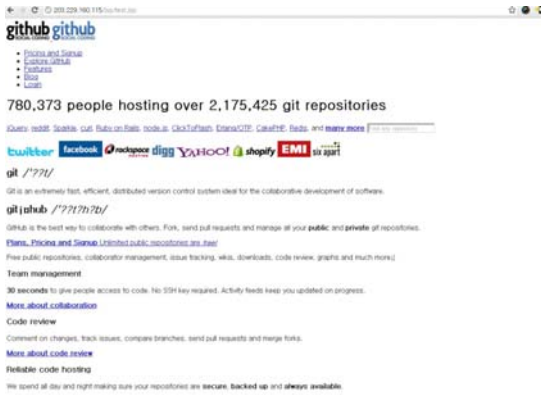 github github
SOCIAL CODING SOCIAL CODING
Pricing and Signup
Explore GitHub
Features
Blog
Login
780,373 people hosting over 2,175,425 git repositories
jQuery, reddit, Sparkle, curl, Ruby on Rails, node.js, ClickToFlash, Erlang/OTP, CakePHP, Redis, and many more
twitter facebook rackspace digg YAHOO! shopify EMI six apart
git /'??t/
Git is an extremely fast, efficient, distributed version control system ideal for the collaborative development of software.
git¡ahub /'??t?h?b/
GitHub is the best way to collaborate with others. Fork, send pull requests and manage all your public and private git repositories.
Plans, Pricing and Signup Unlimited public repositories are free!
Free public repositories, collaborator management, issue tracking, wikis, downloads, code review, graphs and much more¡¦
Team management
30 seconds to give people access to code. No SSH key required. Activity feeds keep you updated on progress.
More about collaboration
Code review
Comment on changes, track issues, compare branches, send pull requests and merge forks.
More about code review
Reliable code hosting
We spend all day and night making sure your repositories are secure, backed up and always available.